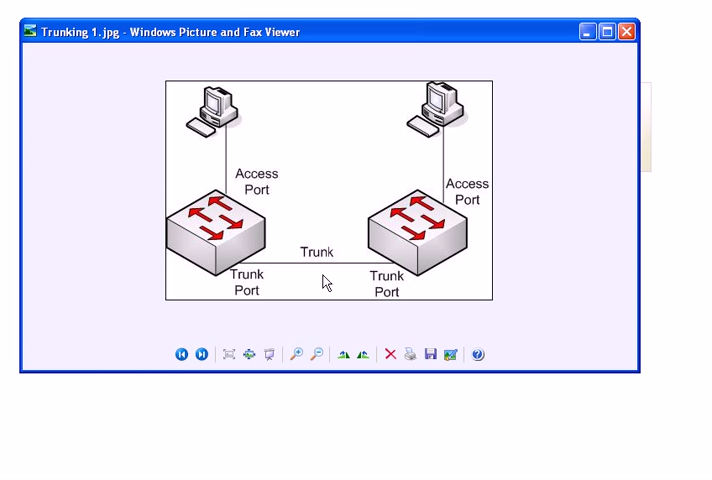 Trunking 1.jpg - Windows Picture and Fax Viewer
Access
Port
Access
Port
Trunk
Trunk
Port
Trunk
Port